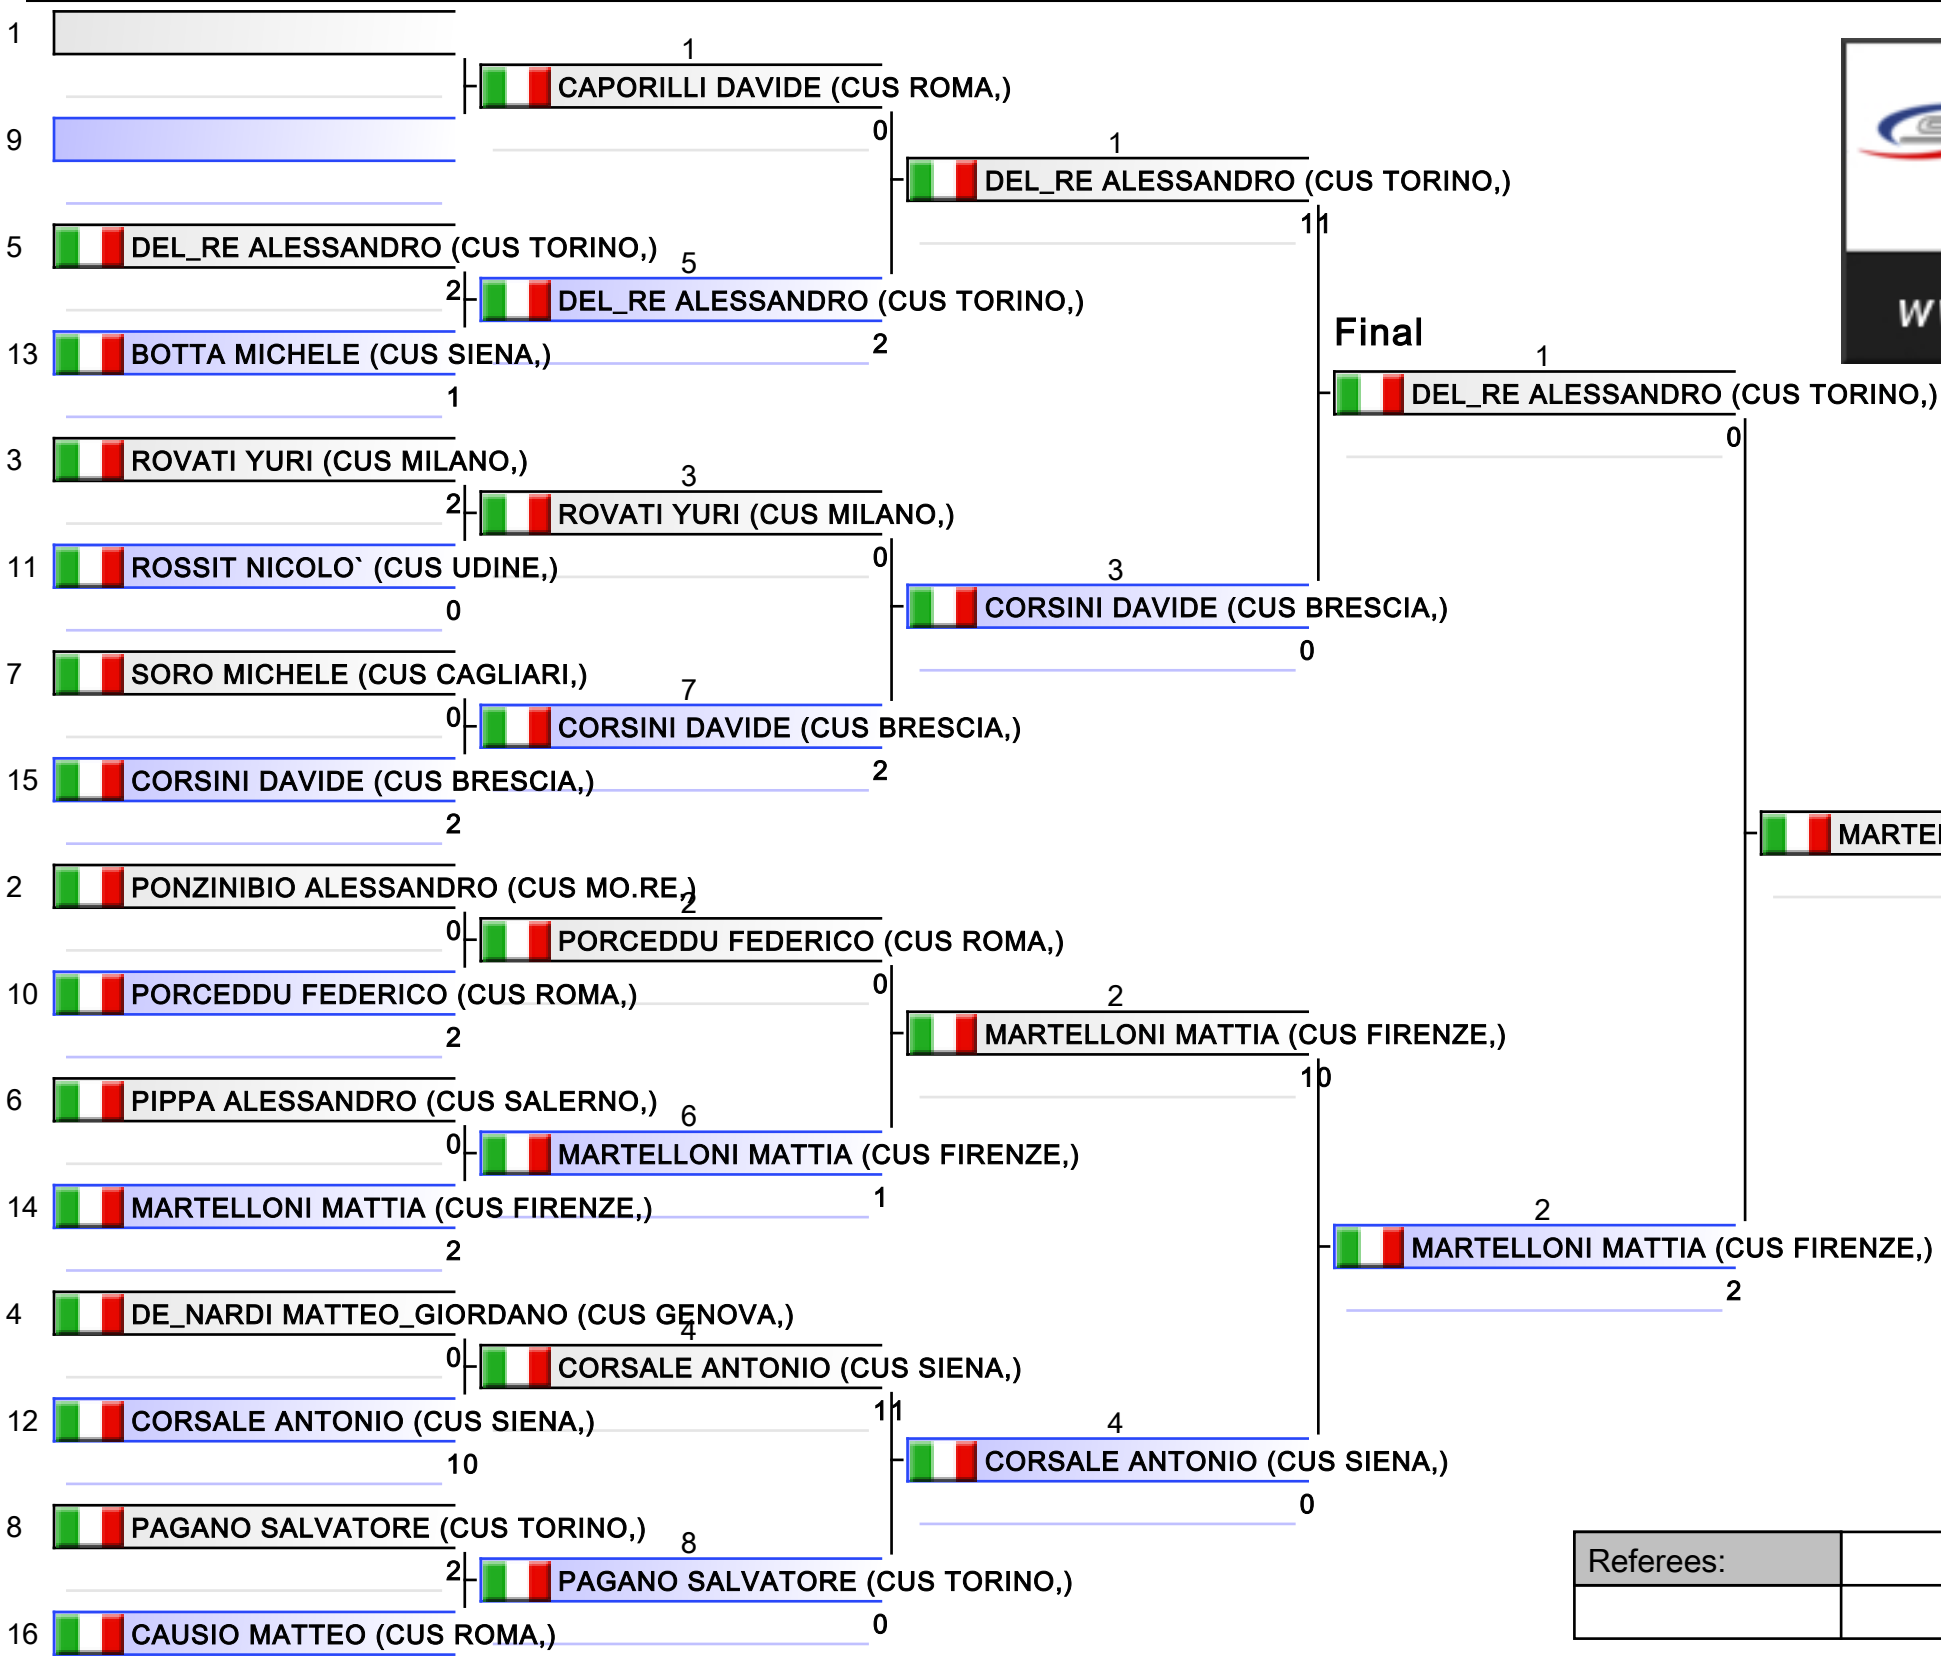 1
9
5 DEL_RE ALESSANDRO (CUS TORINO,)
2
13 BOTTA MICHELE (CUS SIENA,)
1
3 ROVATI YURI (CUS MILANO,)
2
11 ROSSIT NICOLO` (CUS UDINE,)
0
7 SORO MICHELE (CUS CAGLIARI,)
0
15 CORSINI DAVIDE (CUS BRESCIA,)
2
2 PONZINIBIO ALESSANDRO (CUS MO.RE,)
0
10 PORCEDDU FEDERICO (CUS ROMA,)
2
6 PIPPA ALESSANDRO (CUS SALERNO,)
0
14 MARTELLONI MATTIA (CUS FIRENZE,)
2
4 DE_NARDI MATTEO_GIORDANO (CUS GENOVA,)
0
12 CORSALE ANTONIO (CUS SIENA,)
10
8 PAGANO SALVATORE (CUS TORINO,)
2
16 CAUSIO MATTEO (CUS ROMA,)
1
CAPORILLI DAVIDE (CUS ROMA,)
0
5
DEL_RE ALESSANDRO (CUS TORINO,)
2
3
ROVATI YURI (CUS MILANO,)
0
7
CORSINI DAVIDE (CUS BRESCIA,)
2
2
PORCEDDU FEDERICO (CUS ROMA,)
0
6
MARTELLONI MATTIA (CUS FIRENZE,)
1
4
CORSALE ANTONIO (CUS SIENA,)
11
8
PAGANO SALVATORE (CUS TORINO,)
0
1
DEL_RE ALESSANDRO (CUS TORINO,)
11
3
CORSINI DAVIDE (CUS BRESCIA,)
0
2
MARTELLONI MATTIA (CUS FIRENZE,)
10
4
CORSALE ANTONIO (CUS SIENA,)
0
Final
1
DEL_RE ALESSANDRO (CUS TORINO,)
0
2
MARTELLONI MATTIA (CUS FIRENZE,)
2
Referees: